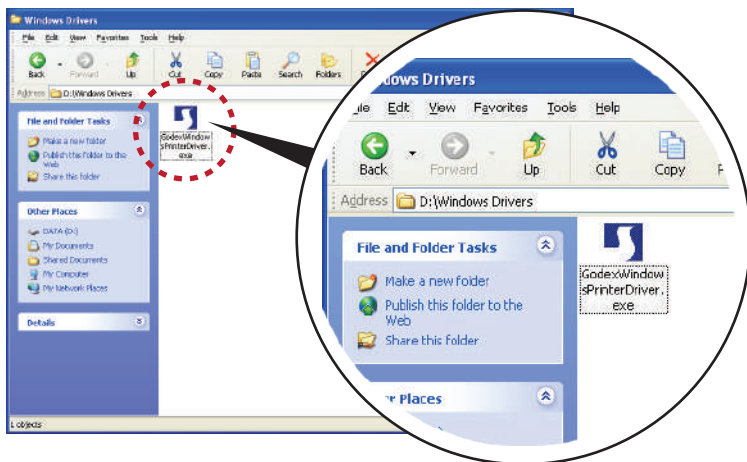 Windows Drivers
File Edit View Favorites Tools Help
Back Forward Up Cut Copy Paste Search Folders
Address D:\Windows Drivers
File and Folder Tasks
Make a new folder
Publish this folder to the
Web
Share this folder
Other Places
DATA (D:)
My Documents
Shared Documents
My Computer
My Network Places
Details
GodexWindow
sPrinterDriver.
exe
1 objects
dows Drivers
ile Edit View Favorites Tools Help
Back Forward Up Cut Copy P
Address D:\Windows Drivers
File and Folder Tasks
Make a new folder
Publish this folder to the
Web
Share this folder
r Places
GodexWindow
sPrinterDriver.
exe